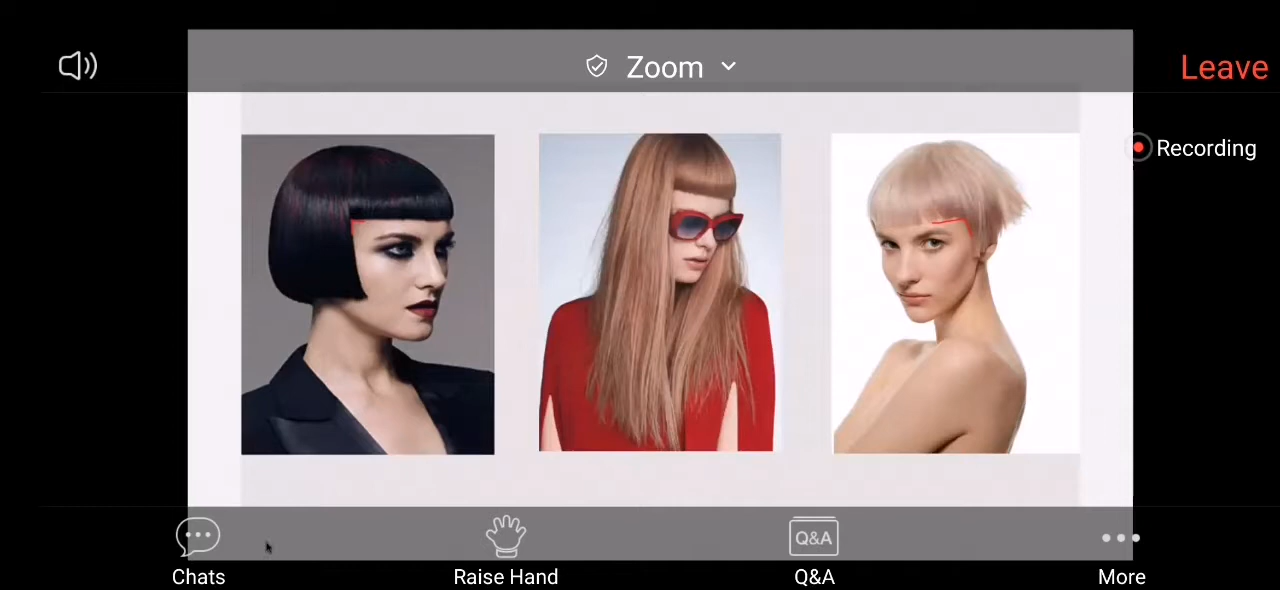 Zoom
Leave
Recording
Q&A
Chats
Raise Hand
Q&A
More